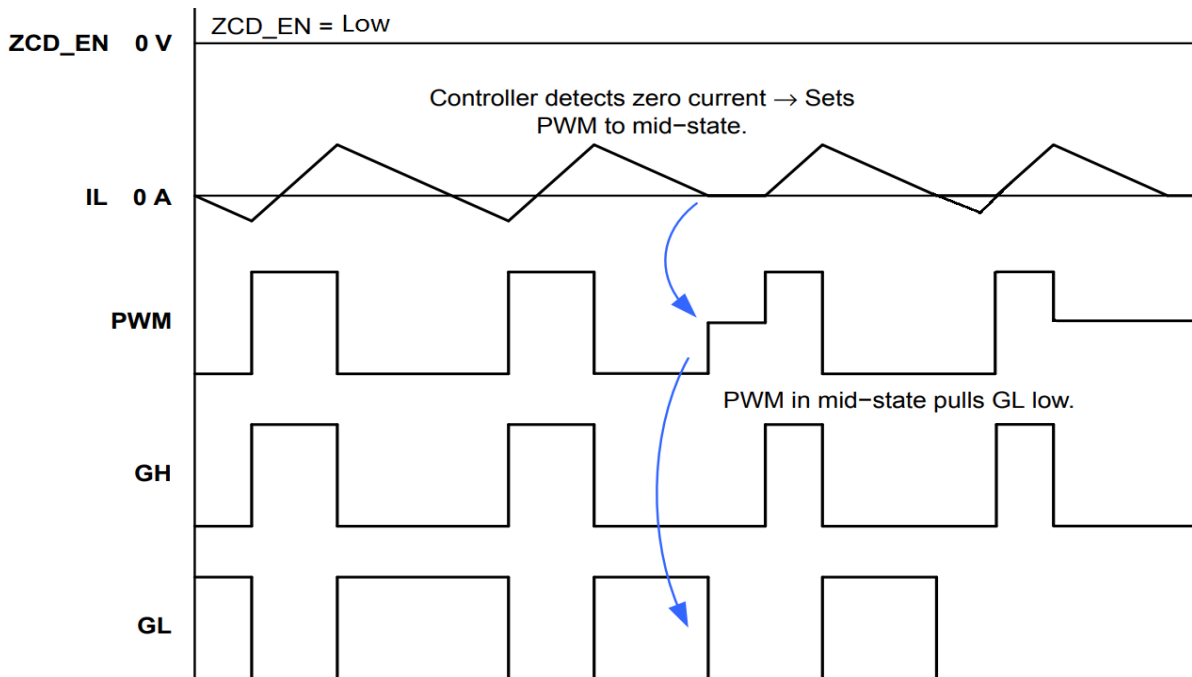 ZCD_EN 0 V
ZCD_EN = Low
Controller detects zero current → Sets
PWM to mid−state.
IL 0 A
PWM
PWM in mid−state pulls GL low.
GH
GL